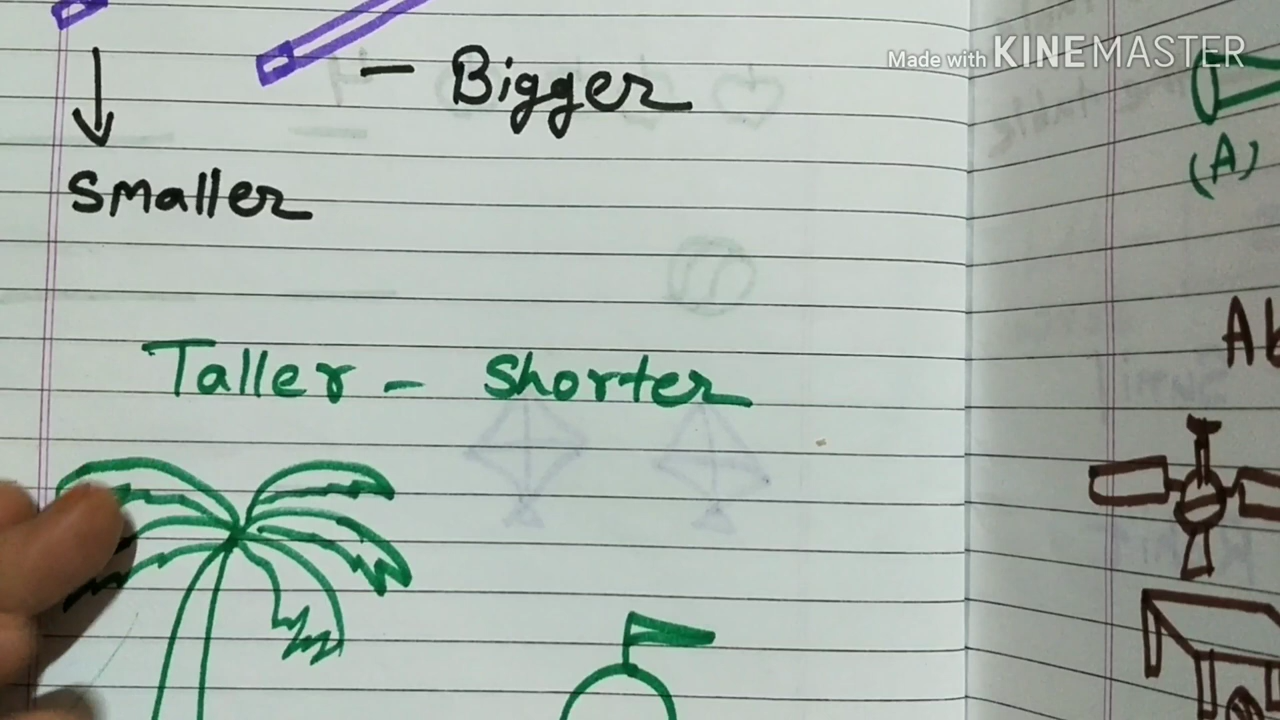 Made with KINEMASTER
- Bigger
Smaller
Taller - Shorter
(A)